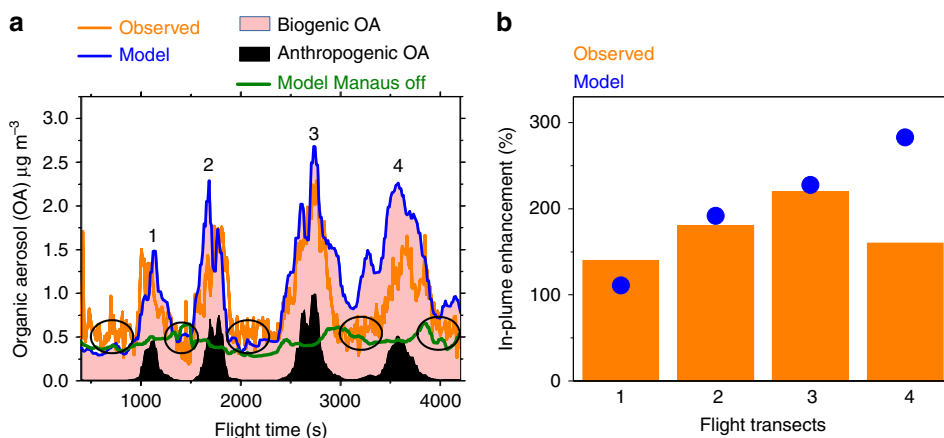 a
Observed
Model
Biogenic OA
Anthropogenic OA
Model Manaus off
Organic aerosol (OA) µg m⁻³
3.0
2.5
2.0
1.5
1.0
0.5
0.0
1
2
3
4
1000
2000
3000
4000
Flight time (s)
b
Observed
Model
In-plume enhancement (%)
300
200
100
0
1
2
3
4
Flight transects